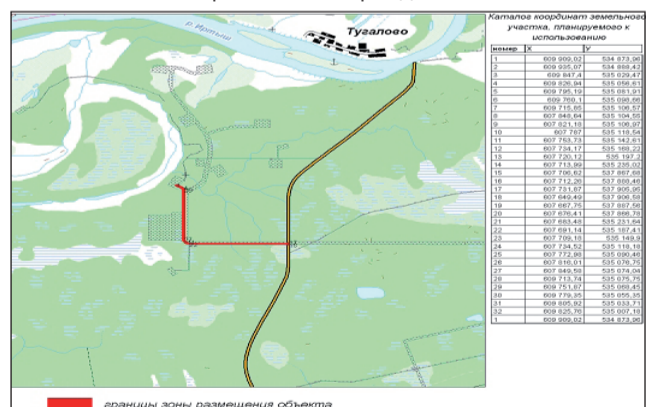 р. Иртыш
Тугалово
Каталог координат земельного
участка, планируемого к
использованию
номер X У
1 609 909,02 534 873,96
2 609 935,07 534 888,42
3 609 847,4 535 029,47
4 609 826,94 535 056,61
5 609 795,19 535 081,91
6 609 760,1 535 098,66
7 609 715,85 535 106,57
8 607 848,64 535 104,55
9 607 821,18 535 106,97
10 607 787 535 118,54
11 607 753,73 535 142,61
12 607 734,17 535 168,22
13 607 720,12 535 197,2
14 607 713,99 535 235,02
15 607 706,62 537 867,68
16 607 712,26 537 888,46
17 607 731,67 537 905,95
18 607 649,49 537 906,58
19 607 667,75 537 887,56
20 607 676,41 537 866,78
21 607 683,48 535 231,64
22 607 691,14 535 187,41
23 607 709,18 535 149,9
24 607 734,52 535 118,18
25 607 772,98 535 090,46
26 607 816,01 535 076,75
27 607 849,58 535 074,04
28 609 713,74 535 075,75
29 609 751,87 535 068,45
30 609 779,35 535 055,35
31 609 805,92 535 033,71
32 609 825,76 535 007,18
1 609 909,02 534 873,96
границы зоны размещения объекта